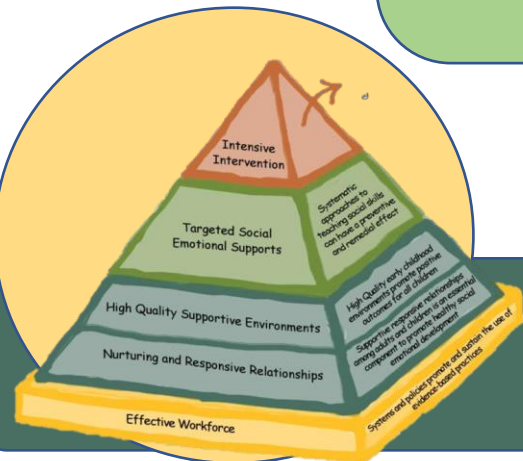 Intensive
Intervention
Targeted Social
Emotional Supports
Systematic
approaches to
teaching social skills
can have a preventive
and remedial effect
High Quality Supportive Environments
High Quality early childhood
environments promote positive
outcomes for all children
Nurturing and Responsive Relationships
Supportive responsive relationships
among adults and children is an essential
component to promote healthy social
emotional development
Effective Workforce
Systems and policies promote and sustain the use of
evidence-based practices